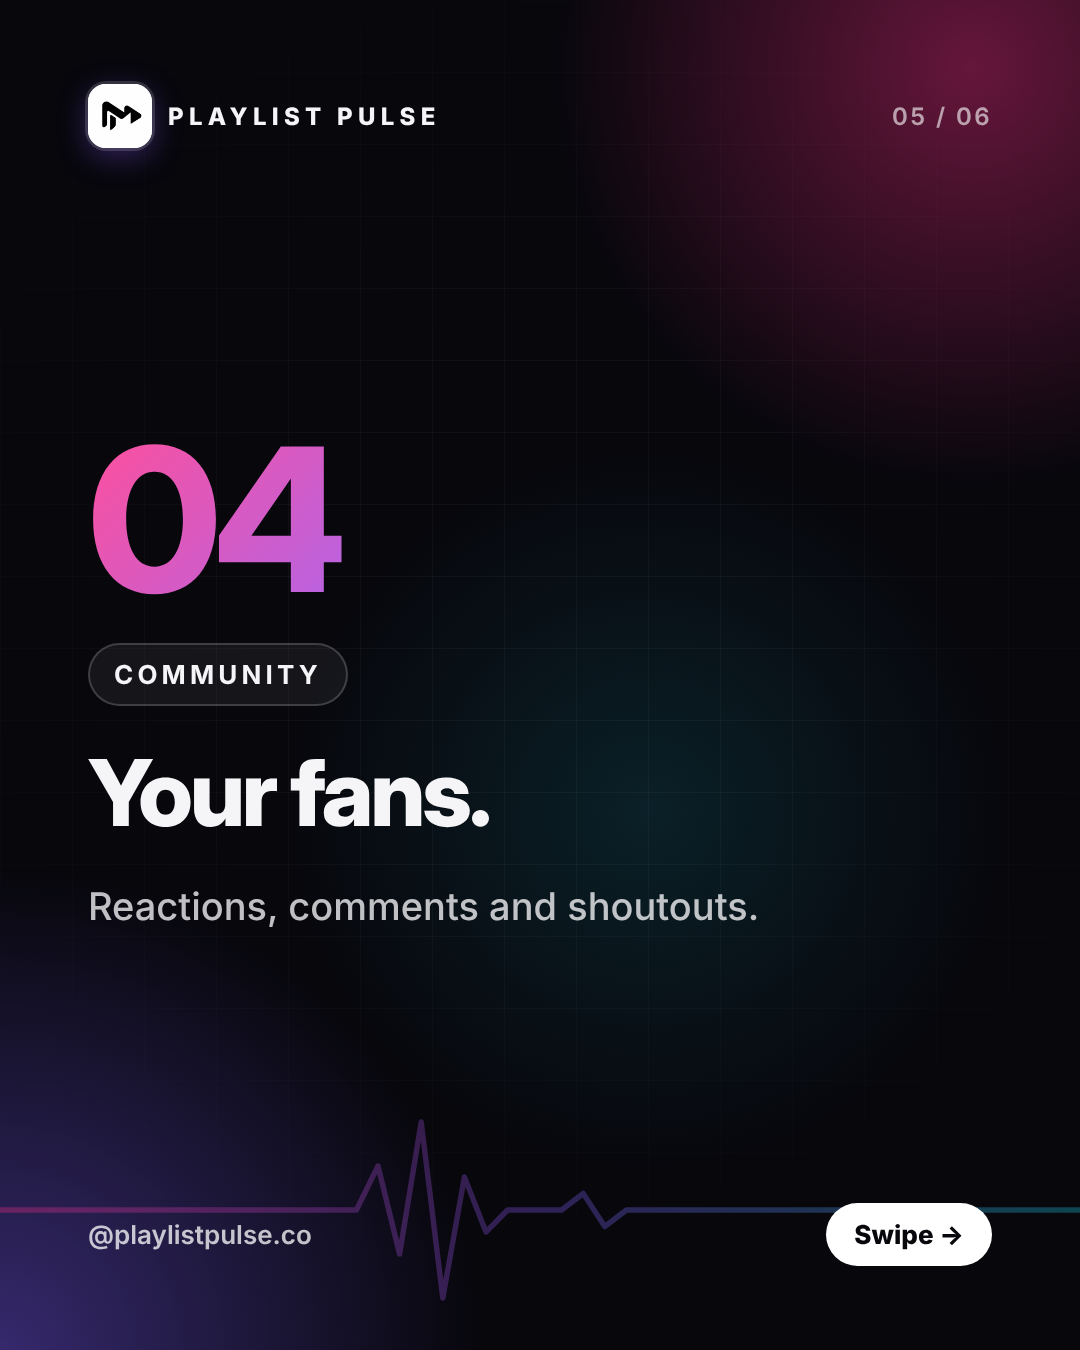 PLAYLIST PULSE
05 / 06
04
COMMUNITY
Your fans.
Reactions, comments and shoutouts.
@playlistpulse.co
Swipe →